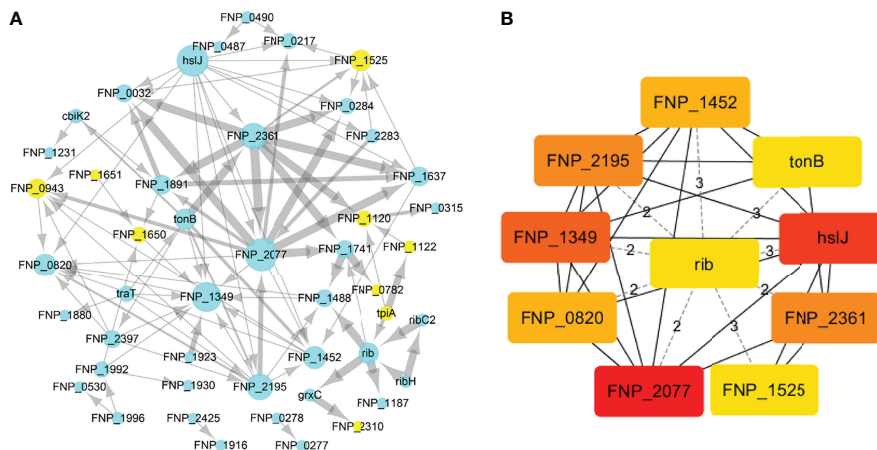 A
B
FNP_0490
FNP_0487
FNP_0217
hslJ
FNP_1525
FNP_0032
FNP_0284
cbiK2
FNP_2361
FNP_2283
FNP_1231
FNP_1651
FNP_1637
FNP_0943
FNP_1891
FNP_0315
tonB
FNP_1120
FNP_1650
FNP_1741
FNP_1122
FNP_2077
FNP_0820
FNP_0782
traT
FNP_1349
FNP_1488
tpiA
FNP_1880
ribC2
FNP_2397
FNP_1923
FNP_1452
rib
FNP_1992
FNP_1930
FNP_2195
ribH
FNP_0530
grxC
FNP_1187
FNP_1996
FNP_2425
FNP_0278
FNP_2310
FNP_1916
FNP_0277
FNP_1452
FNP_2195
tonB
3
2
3
FNP_1349
hslJ
2
3
rib
2
2
FNP_0820
FNP_2361
2
3
FNP_2077
FNP_1525